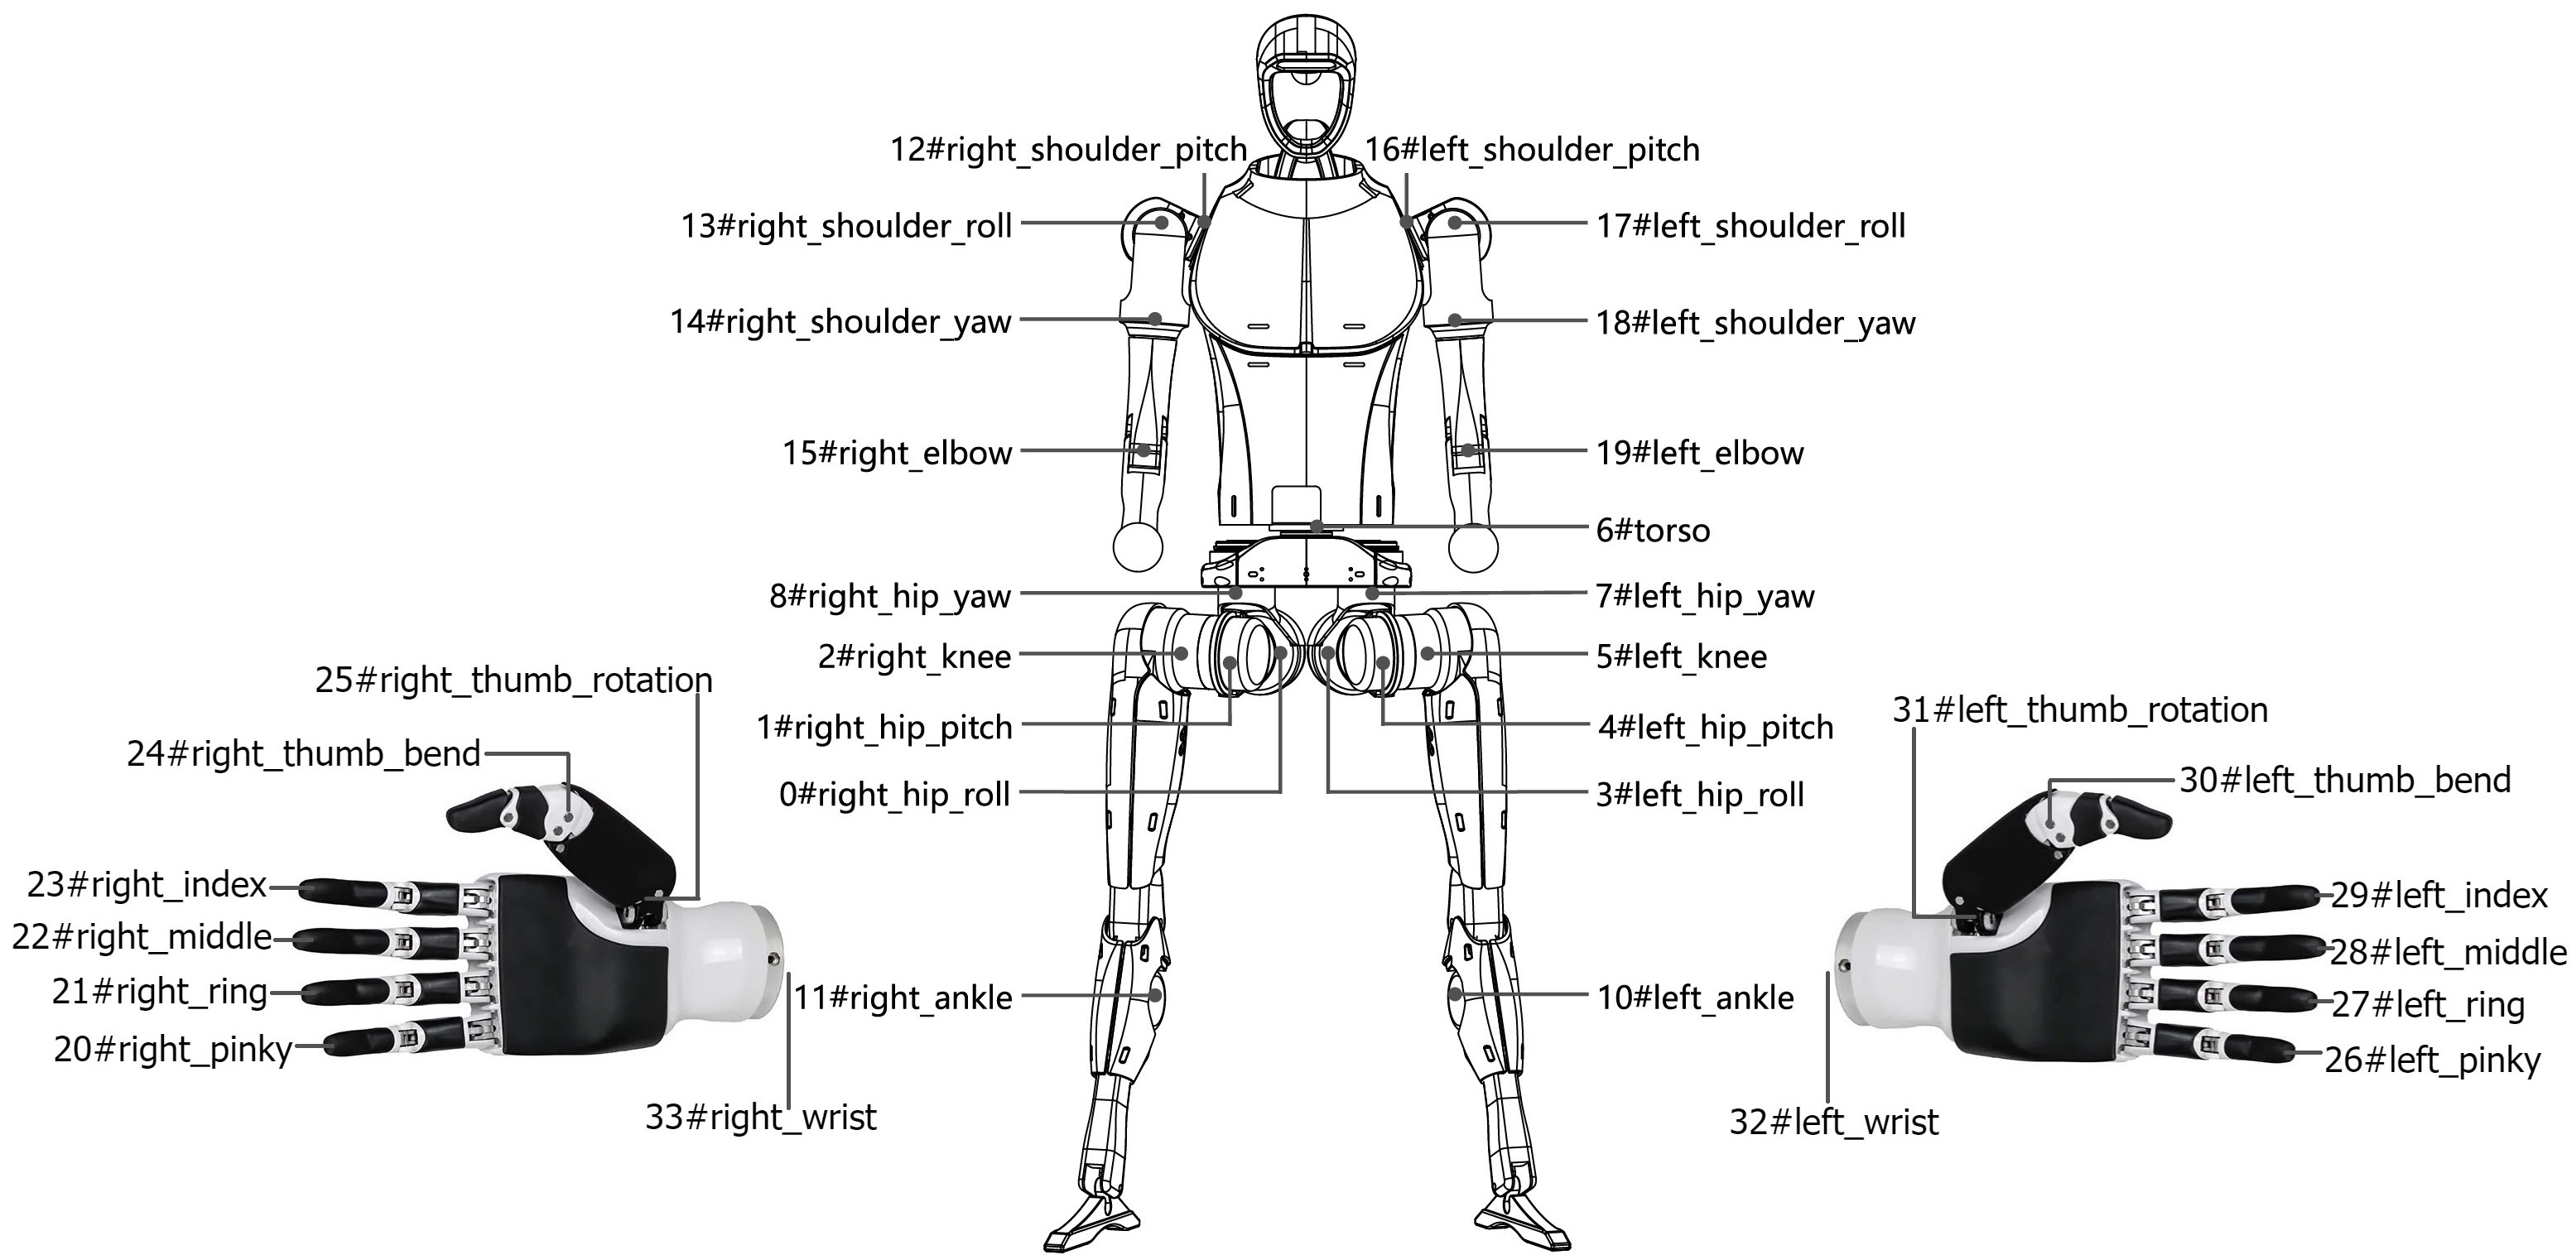 12#right_shoulder_pitch
16#left_shoulder_pitch
13#right_shoulder_roll
17#left_shoulder_roll
14#right_shoulder_yaw
18#left_shoulder_yaw
15#right_elbow
19#left_elbow
6#torso
8#right_hip_yaw
7#left_hip_yaw
2#right_knee
5#left_knee
25#right_thumb_rotation
31#left_thumb_rotation
1#right_hip_pitch
4#left_hip_pitch
24#right_thumb_bend
30#left_thumb_bend
0#right_hip_roll
3#left_hip_roll
23#right_index
29#left_index
22#right_middle
28#left_middle
21#right_ring
11#right_ankle
10#left_ankle
27#left_ring
20#right_pinky
26#left_pinky
33#right_wrist
32#left_wrist